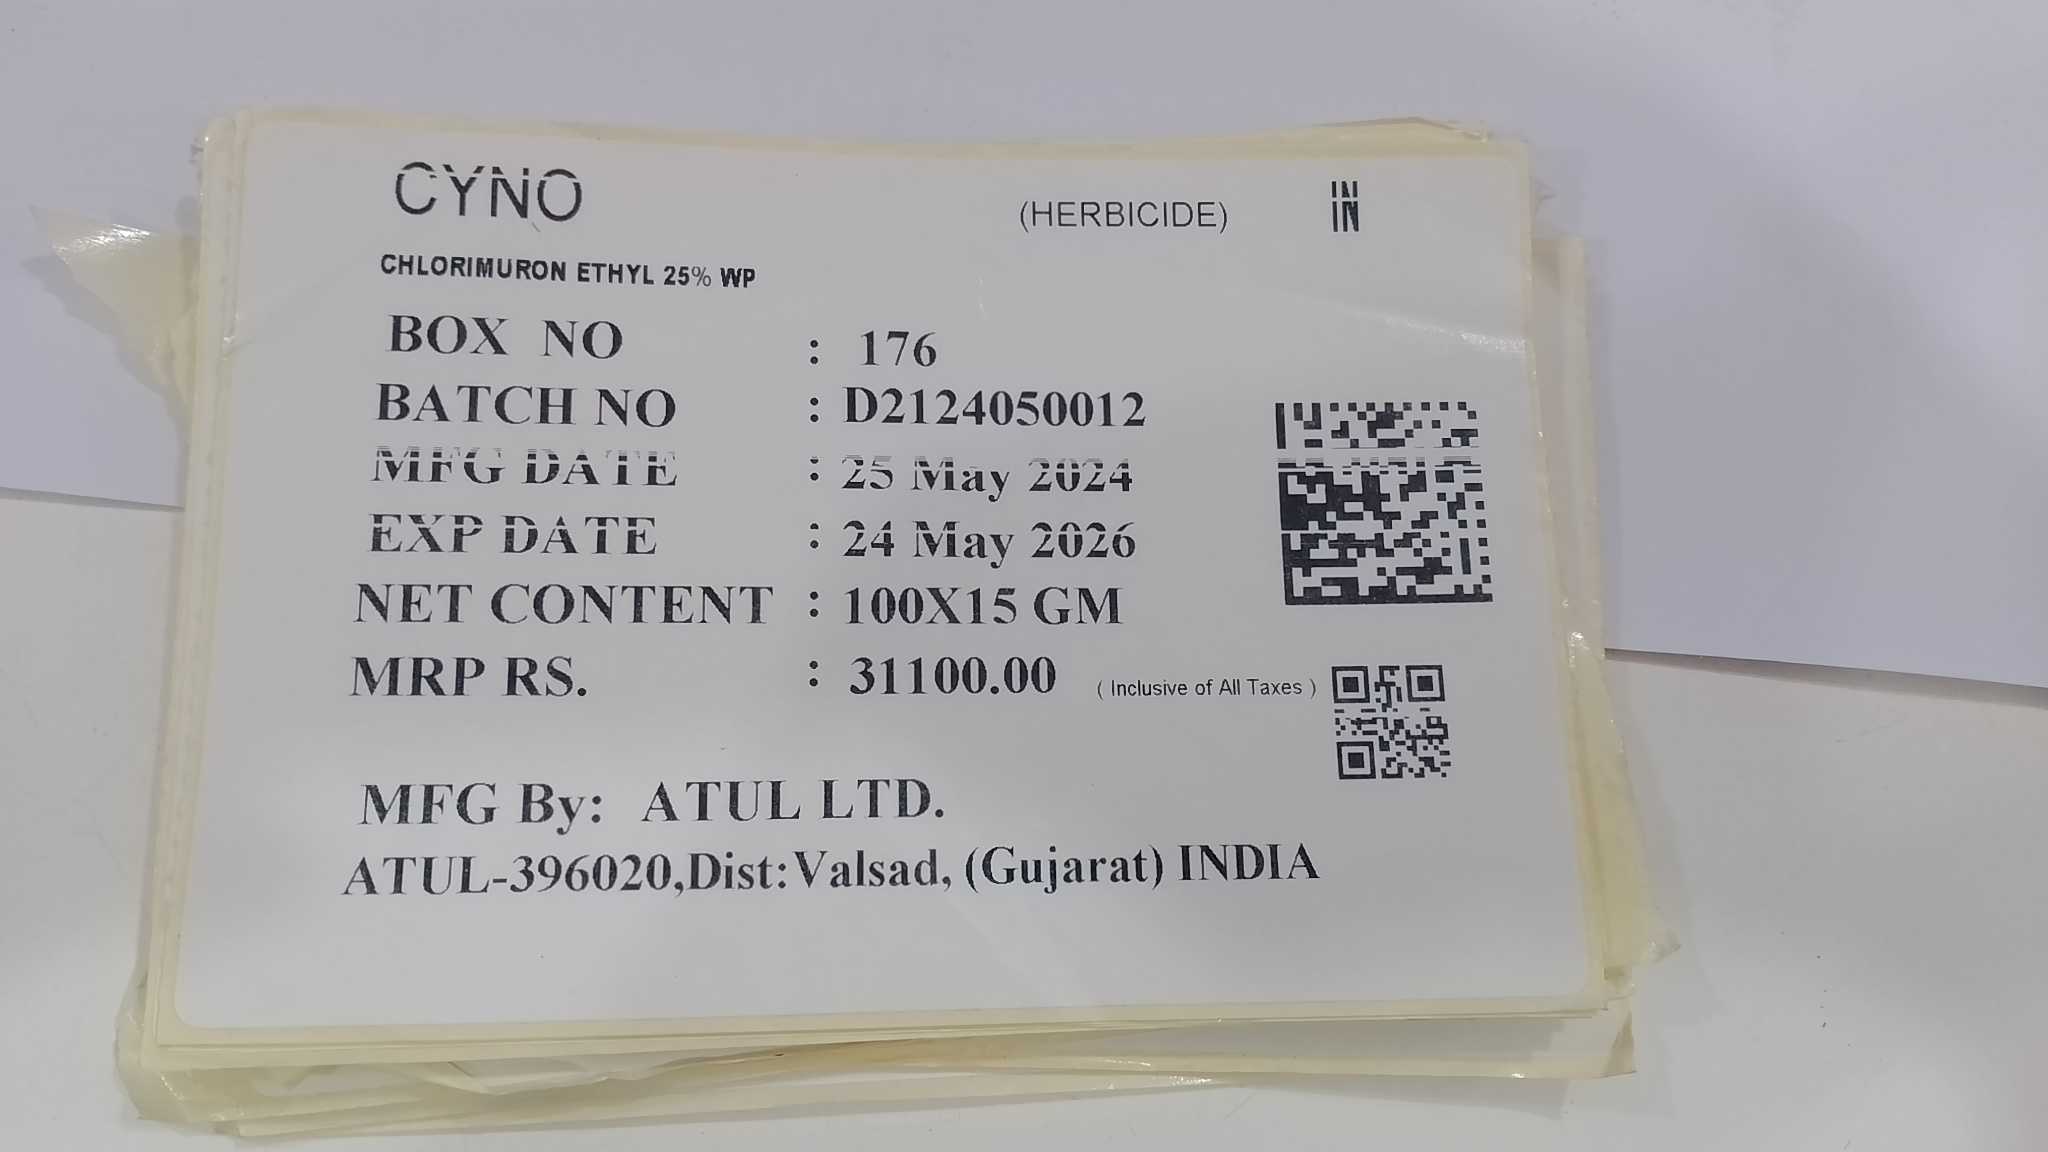 CYNO (HERBICIDE) IN
CHLORIMURON ETHYL 25% WP
BOX NO : 176
BATCH NO : D2124050012
MFG DATE : 25 May 2024
EXP DATE : 24 May 2026
NET CONTENT : 100X15 GM
MRP RS. : 31100.00 ( Inclusive of All Taxes )
MFG By: ATUL LTD.
ATUL-396020,Dist:Valsad, (Gujarat) INDIA